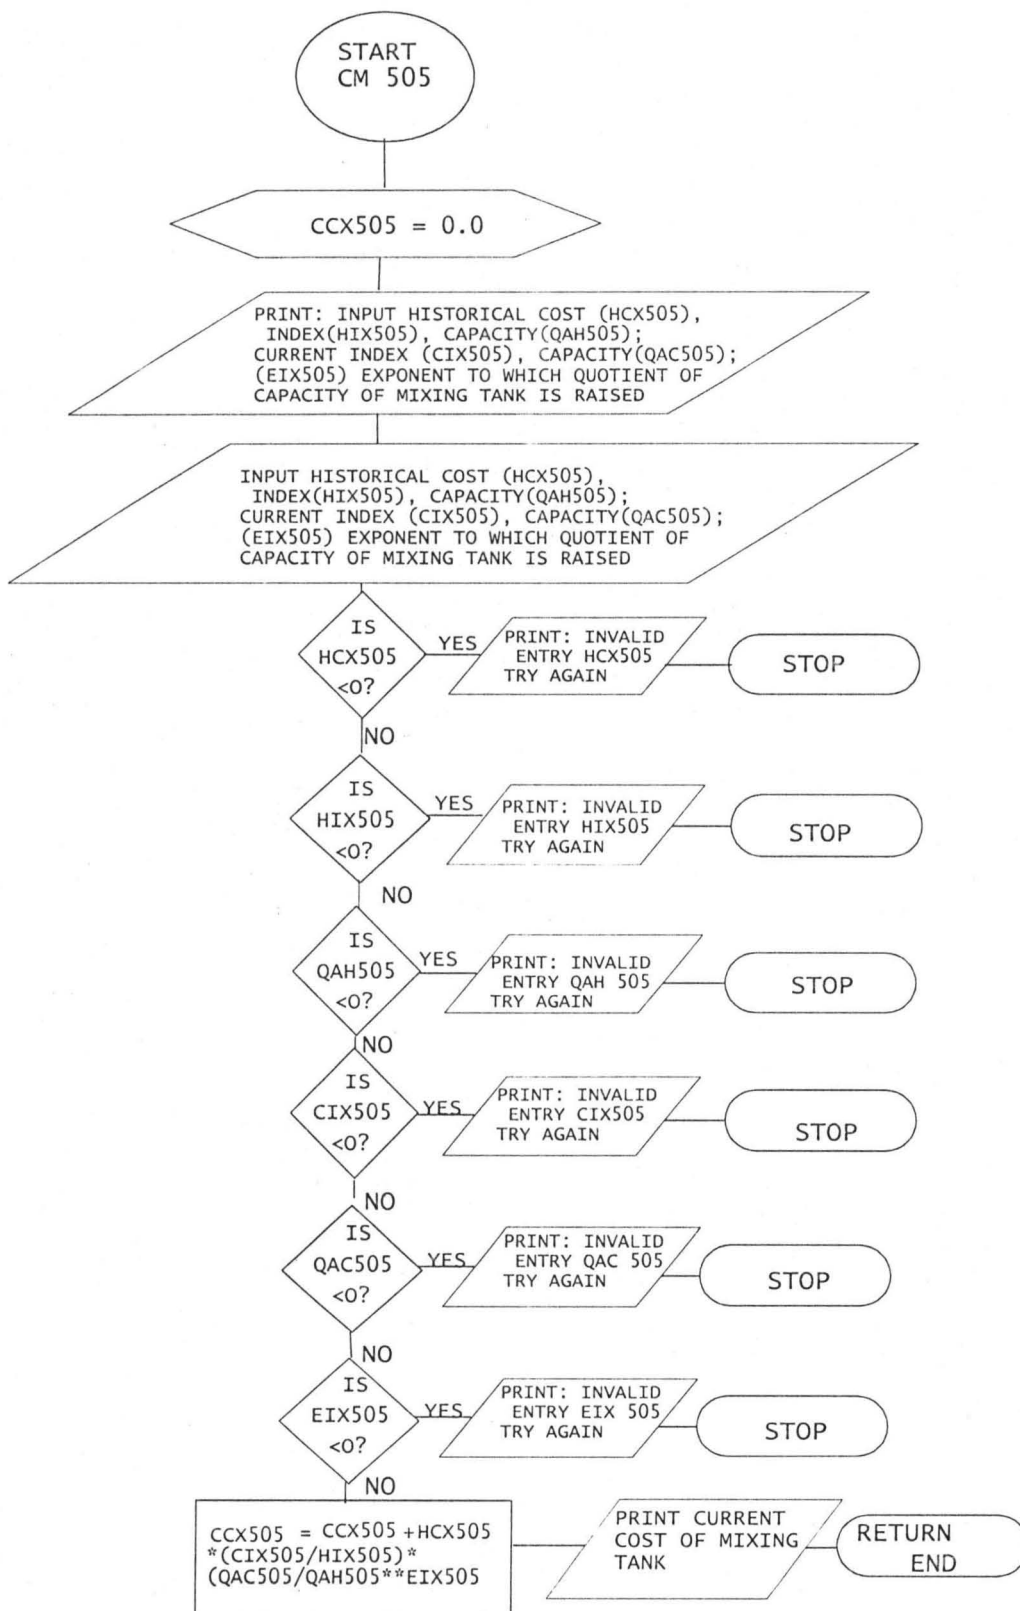 START
CM 505
CCX505 = 0.0
PRINT: INPUT HISTORICAL COST (HCX505),
INDEX(HIX505), CAPACITY(QAH505);
CURRENT INDEX (CIX505), CAPACITY(QAC505);
(EIX505) EXPONENT TO WHICH QUOTIENT OF
CAPACITY OF MIXING TANK IS RAISED
INPUT HISTORICAL COST (HCX505),
INDEX(HIX505), CAPACITY(QAH505);
CURRENT INDEX (CIX505), CAPACITY(QAC505);
(EIX505) EXPONENT TO WHICH QUOTIENT OF
CAPACITY OF MIXING TANK IS RAISED
IS
HCX505
<0?
YES
PRINT: INVALID
ENTRY HCX505
TRY AGAIN
STOP
NO
IS
HIX505
<0?
YES
PRINT: INVALID
ENTRY HIX505
TRY AGAIN
STOP
NO
IS
QAH505
<0?
YES
PRINT: INVALID
ENTRY QAH 505
TRY AGAIN
STOP
NO
IS
CIX505
<0?
YES
PRINT: INVALID
ENTRY CIX505
TRY AGAIN
STOP
NO
IS
QAC505
<0?
YES
PRINT: INVALID
ENTRY QAC 505
TRY AGAIN
STOP
NO
IS
EIX505
<0?
YES
PRINT: INVALID
ENTRY EIX 505
TRY AGAIN
STOP
NO
CCX505 = CCX505 +HCX505
*(CIX505/HIX505)*
(QAC505/QAH505**EIX505
PRINT CURRENT
COST OF MIXING
TANK
RETURN
END